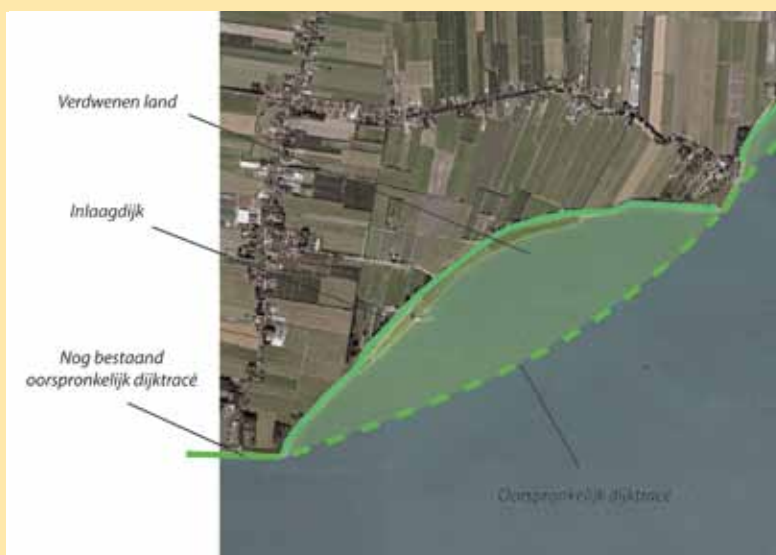 Verdwenen land
Inlaagdijk
Nog bestaand
oorspronkelijk dijktracé
Oorspronkelijk dijktracé